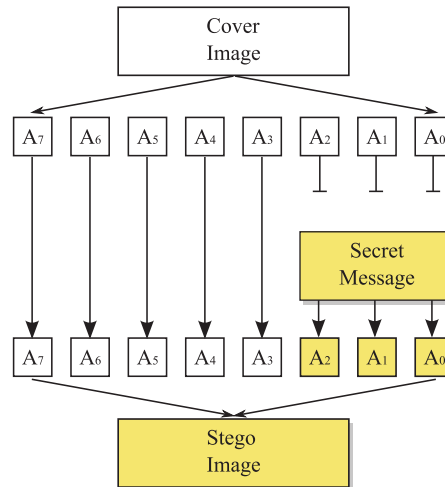 Cover
Image
A₇ A₆ A₅ A₄ A₃ A₂ A₁ A₀
Secret
Message
A₇ A₆ A₅ A₄ A₃ A₂ A₁ A₀
Stego
Image